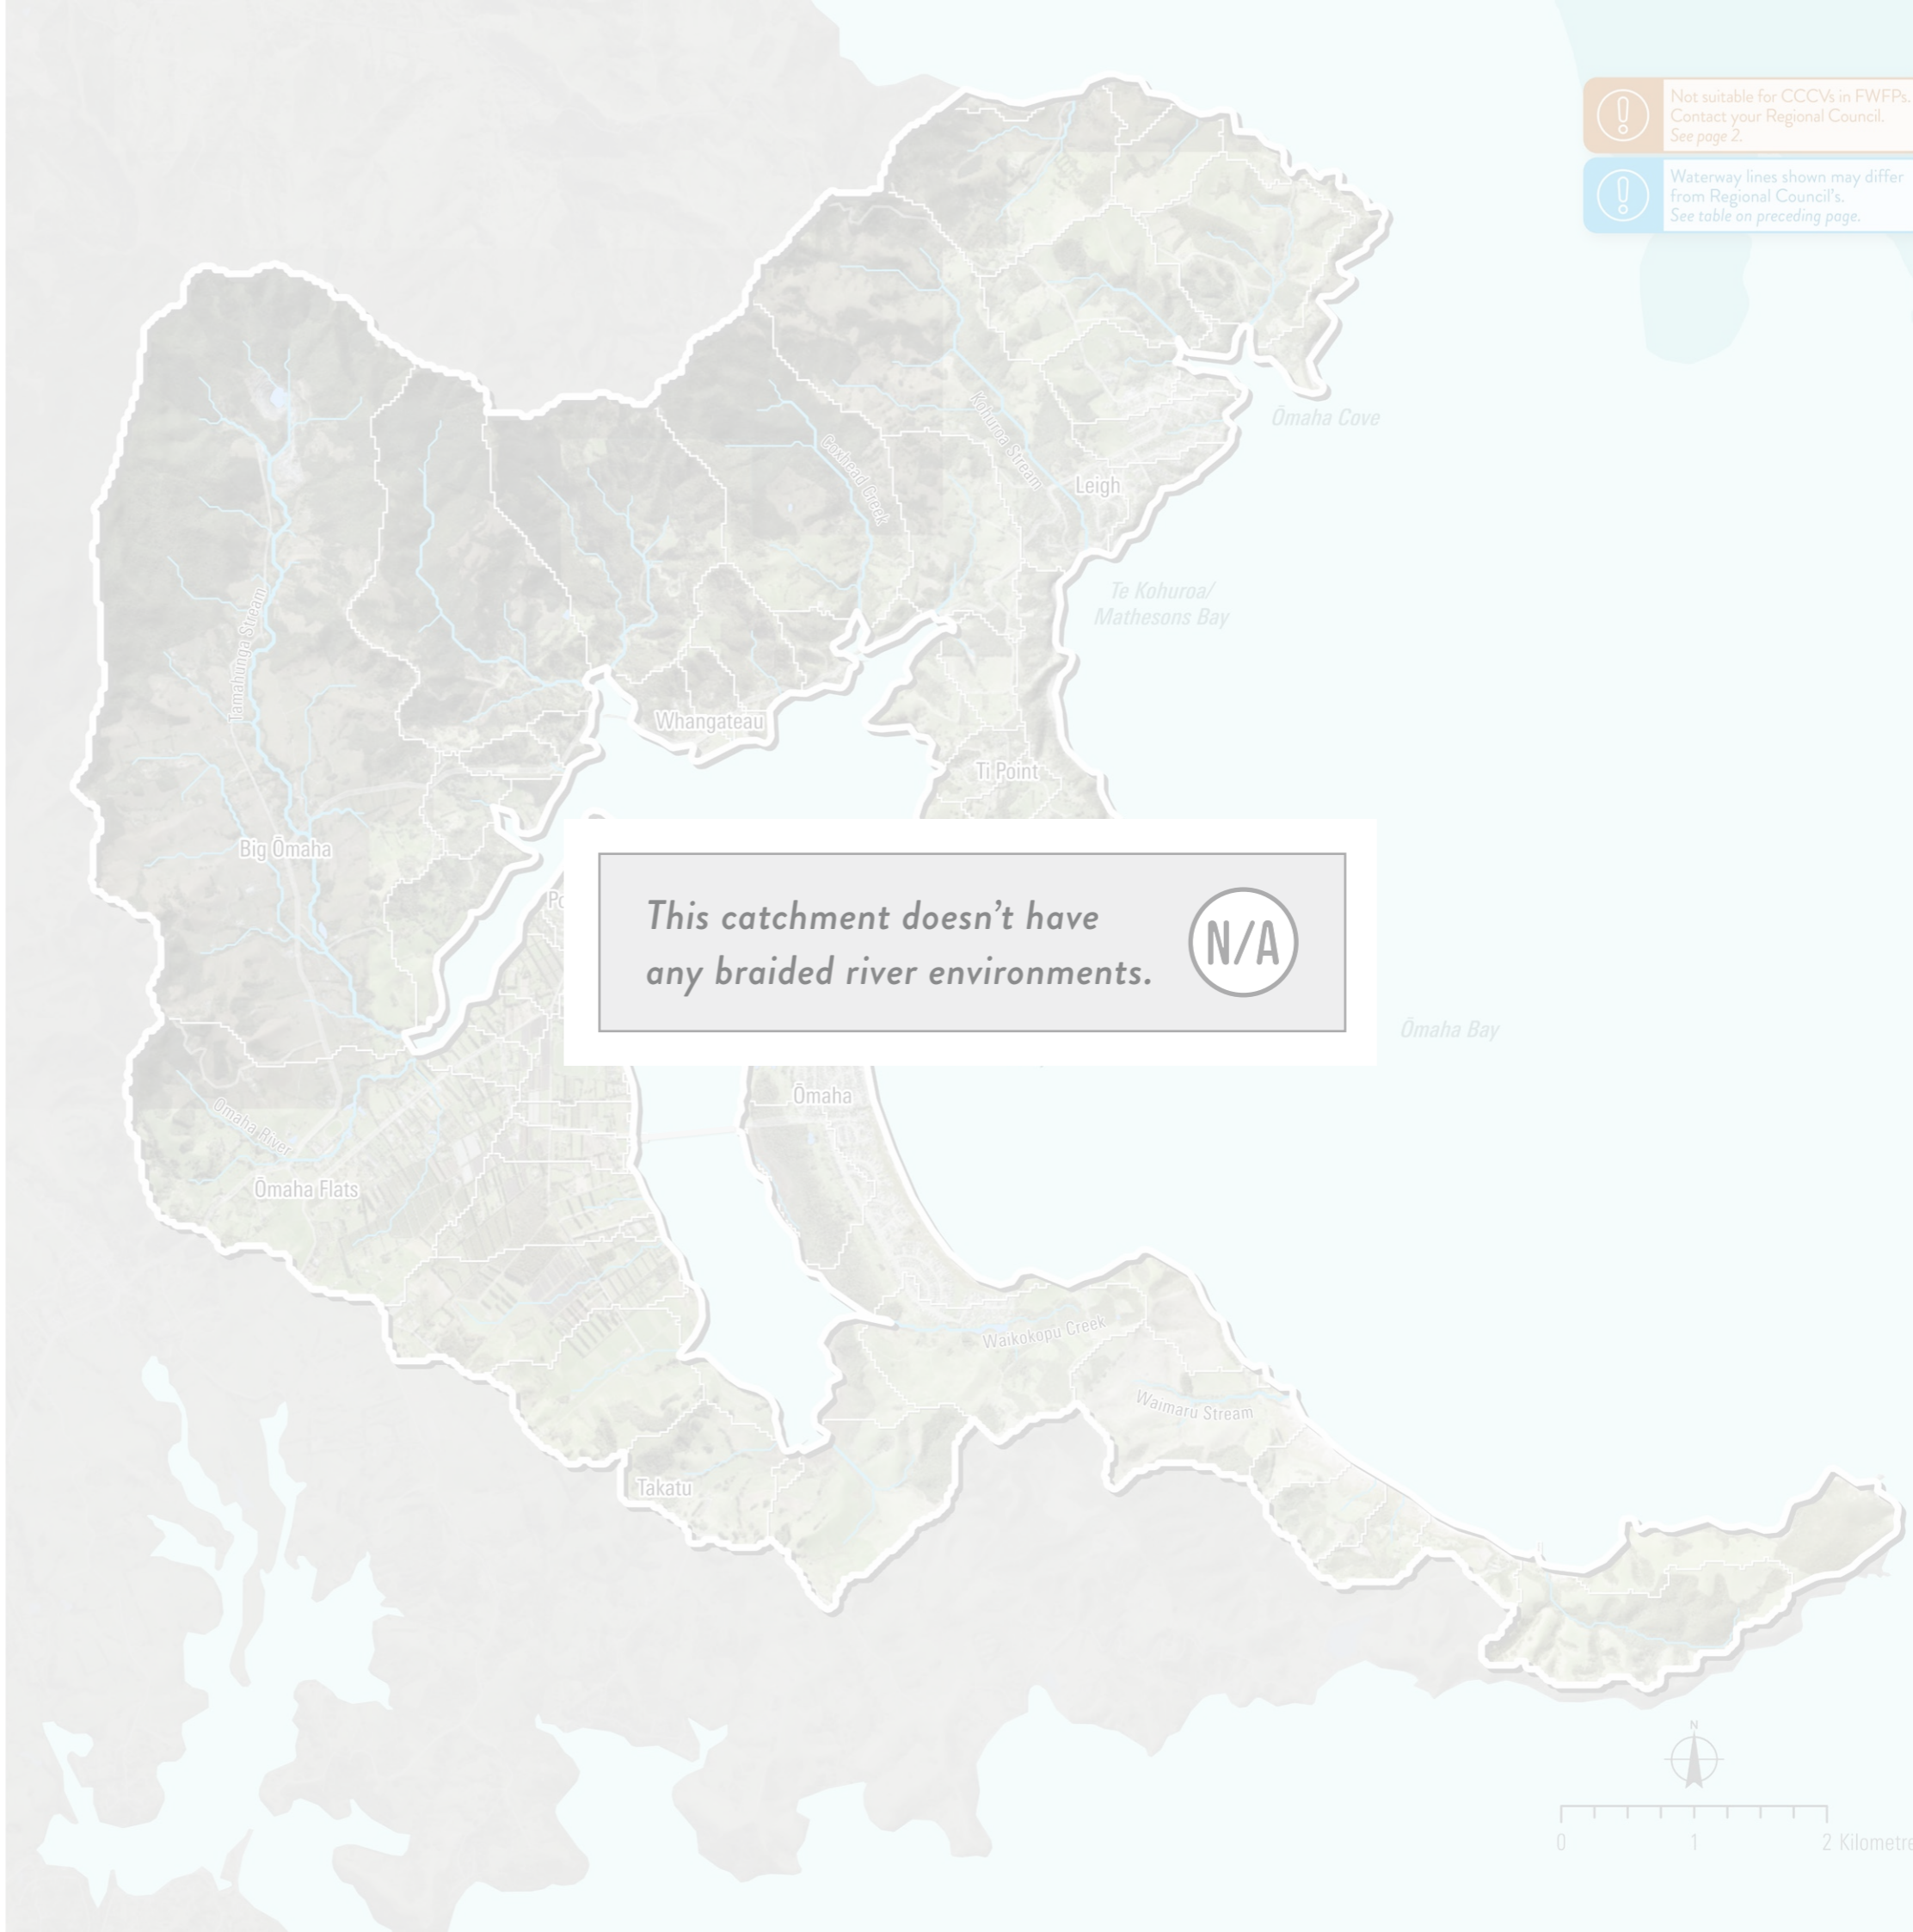 Not suitable for CCCVs in FWFPs.
Contact your Regional Council.
See page 2.
Waterway lines shown may differ
from Regional Council's.
See table on preceding page.
Ōmaha Cove
Kohuroa Stream
Coxhead Creek
Leigh
Te Kohuroa/
Mathesons Bay
Tamahunga Stream
Whangateau
Ti Point
Big Ōmaha
This catchment doesn't have
any braided river environments.
N/A
Ōmaha Bay
Ōmaha
Omaha River
Ōmaha Flats
Waikokopu Creek
Waimaru Stream
Takatu
N
0 1 2 Kilometre